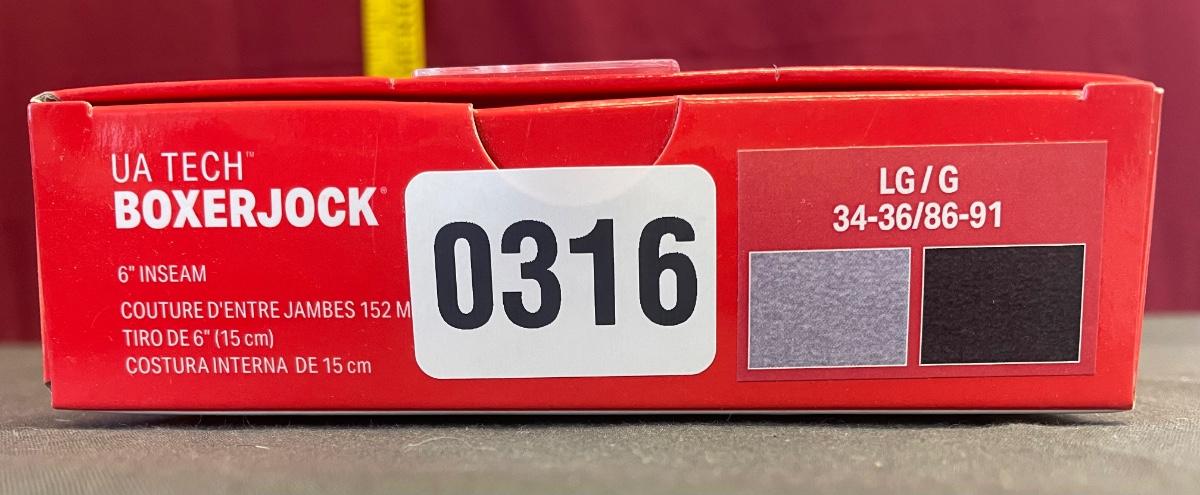 UA TECH™
BOXERJOCK®
6" INSEAM
COUTURE D'ENTRE JAMBES 152 M
TIRO DE 6" (15 cm)
COSTURA INTERNA DE 15 cm
0316
LG / G
34-36/86-91